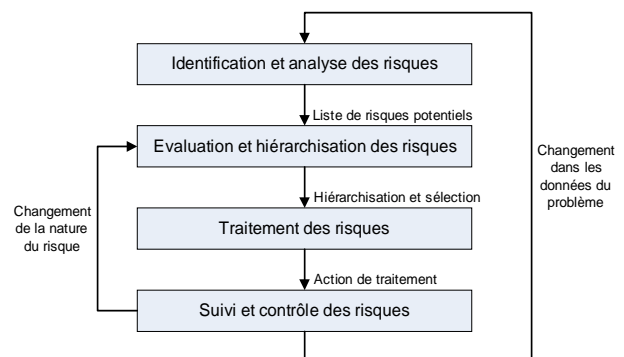 Identification et analyse des risques
Liste de risques potentiels
Evaluation et hiérarchisation des risques
Changement
dans les
données du
problème
Hiérarchisation et sélection
Changement
de la nature
du risque
Traitement des risques
Action de traitement
Suivi et contrôle des risques